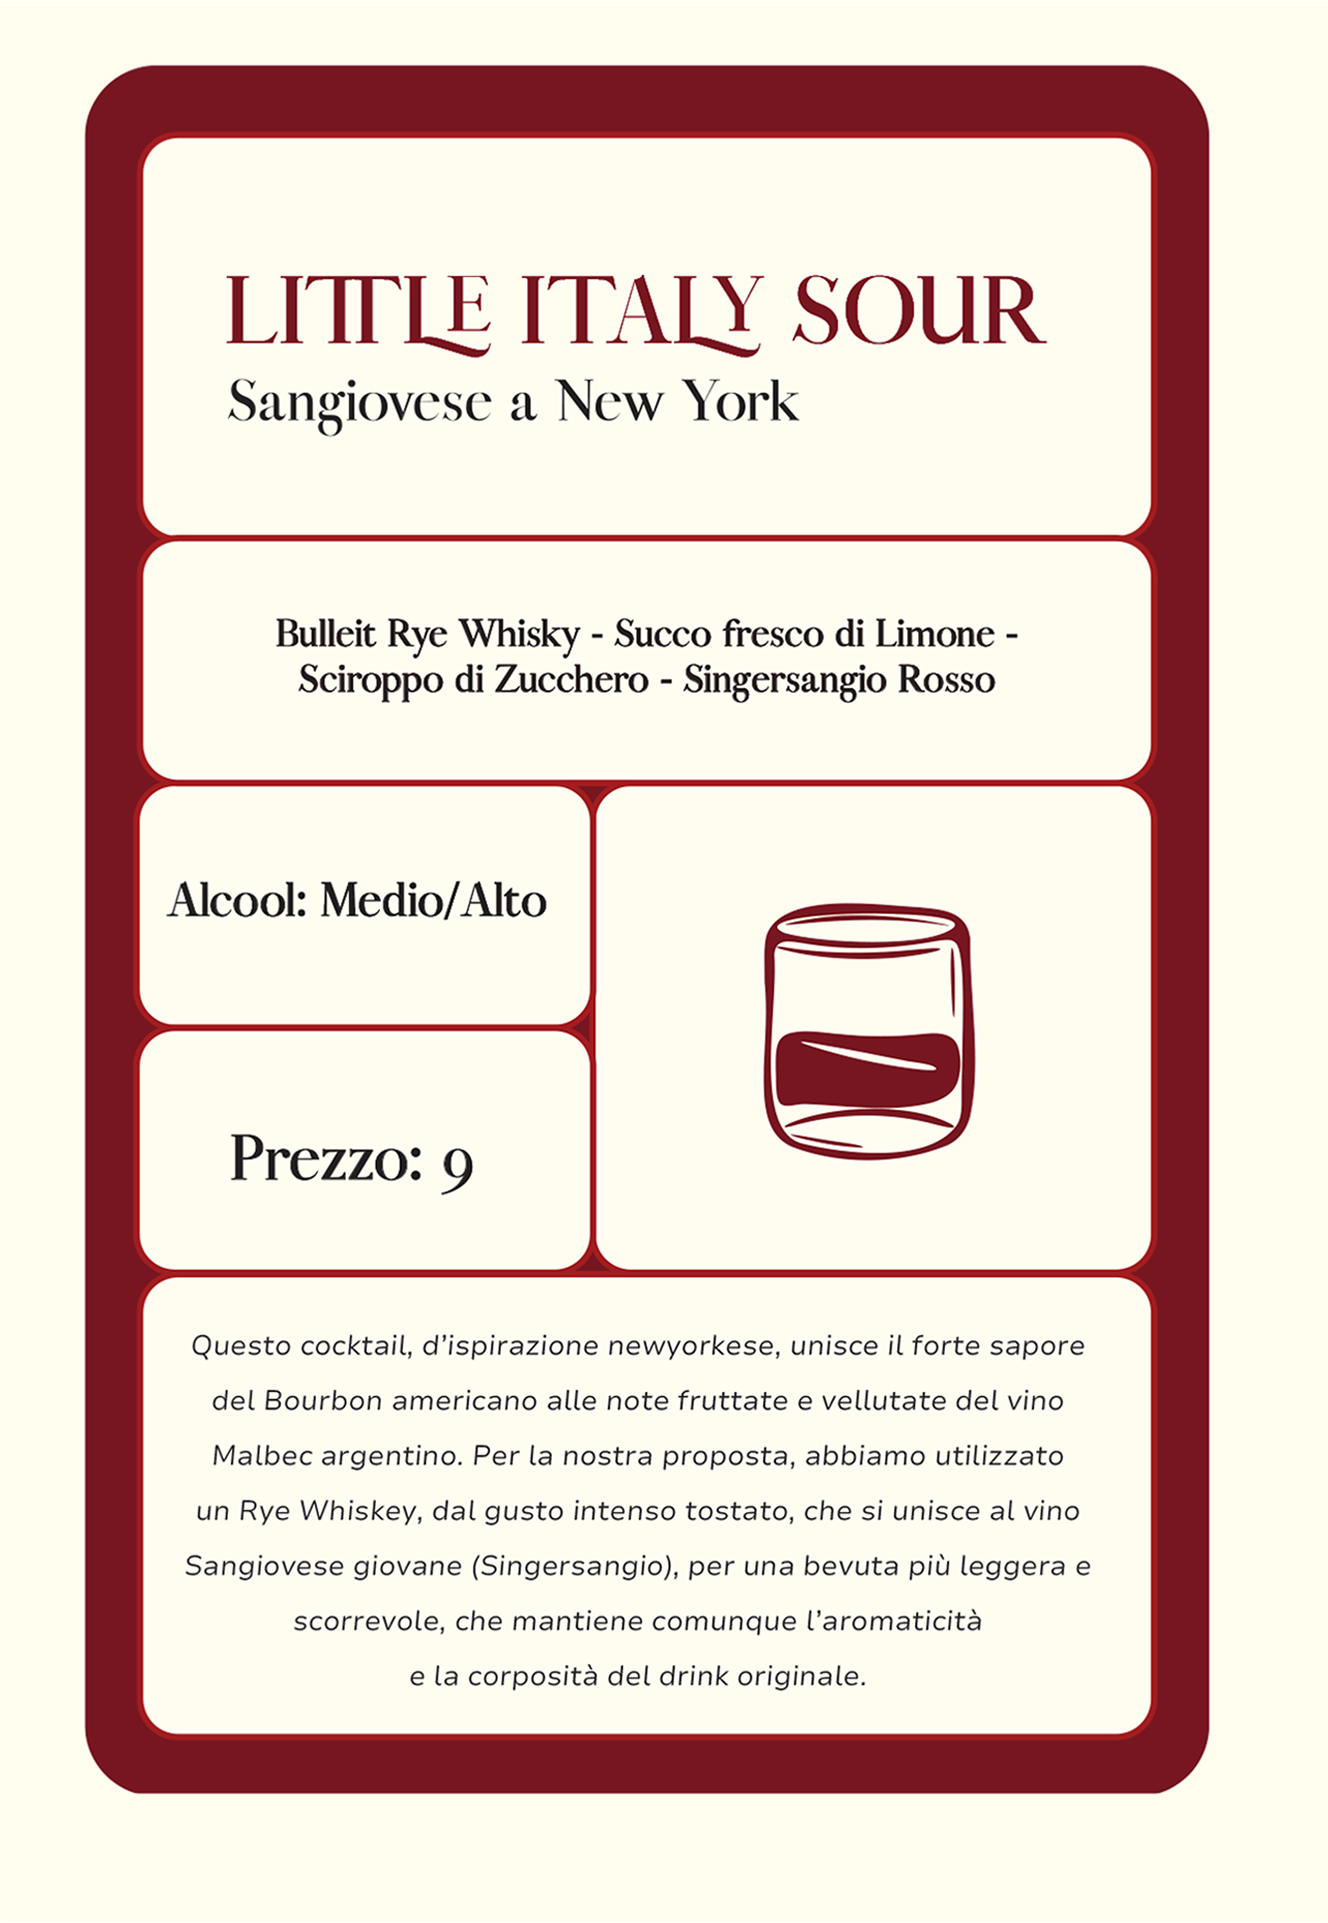 LITTLE ITALY SOUR
Sangiovese a New York
Bulleit Rye Whisky - Succo fresco di Limone -
Sciroppo di Zucchero - Singersangio Rosso
Alcool: Medio/Alto
Prezzo: 9
Questo cocktail, d’ispirazione newyorkese, unisce il forte sapore
del Bourbon americano alle note fruttate e vellutate del vino
Malbec argentino. Per la nostra proposta, abbiamo utilizzato
un Rye Whiskey, dal gusto intenso tostato, che si unisce al vino
Sangiovese giovane (Singersangio), per una bevuta più leggera e
scorrevole, che mantiene comunque l’aromaticità
e la corposità del drink originale.